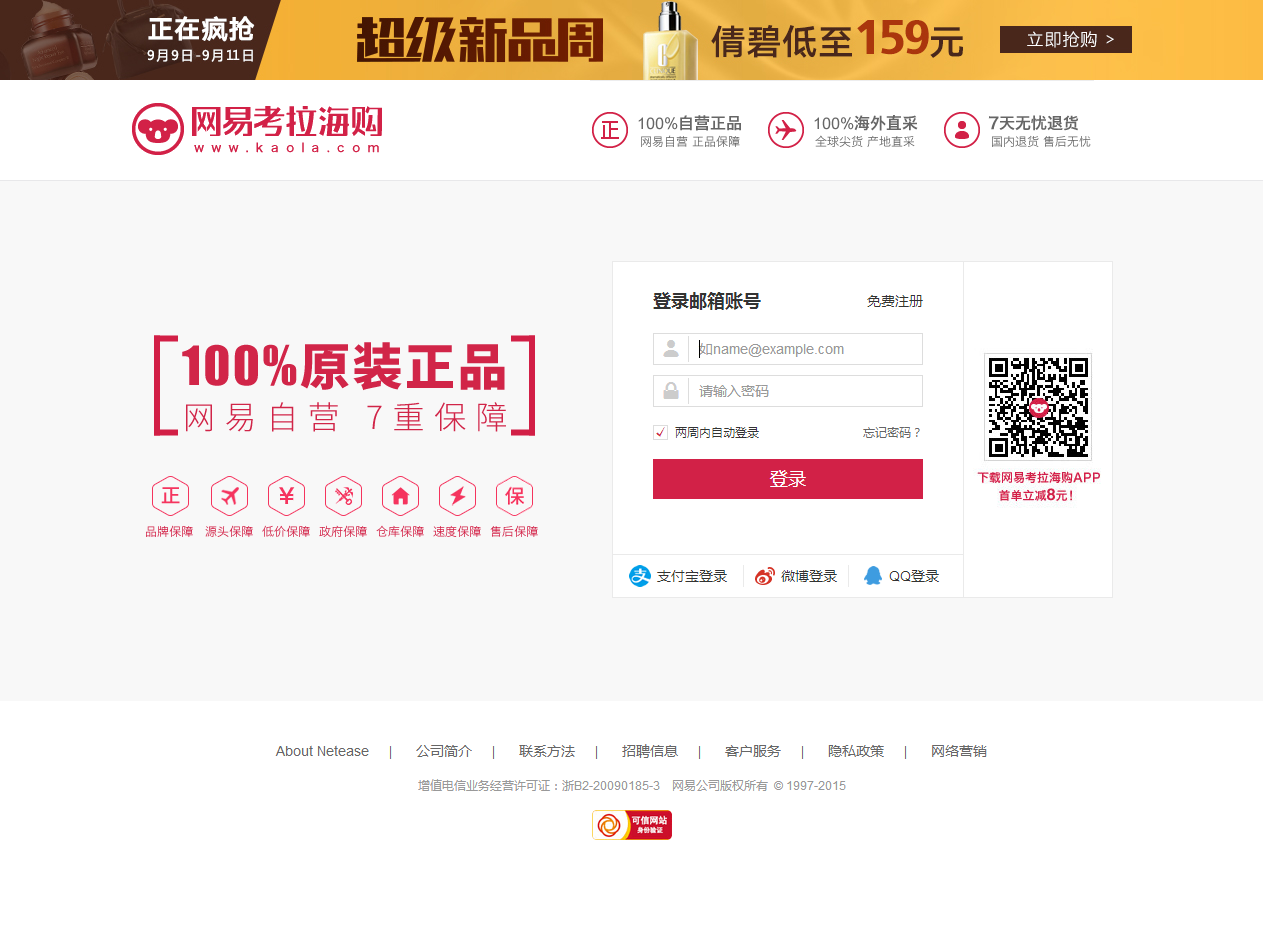 正在疯抢
9月9日-9月11日
超级新品周
倩碧低至159元
立即抢购 >
网易考拉海购
www.kaola.com
100%自营正品
网易自营 正品保障
100%海外直采
全球尖货 产地直采
7天无忧退货
国内退货 售后无忧
正
100%原装正品
网易自营 7重保障
正
¥
保
品牌保障 源头保障 低价保障 政府保障 仓库保障 速度保障 售后保障
登录邮箱账号
免费注册
如name@example.com
请输入密码
两周内自动登录
忘记密码？
登录
支付宝登录
微博登录
QQ登录
下载网易考拉海购APP
首单立减8元！
About Netease | 公司简介 | 联系方法 | 招聘信息 | 客户服务 | 隐私政策 | 网络营销
增值电信业务经营许可证：浙B2-20090185-3 网易公司版权所有 © 1997-2015
可信网站
身份验证